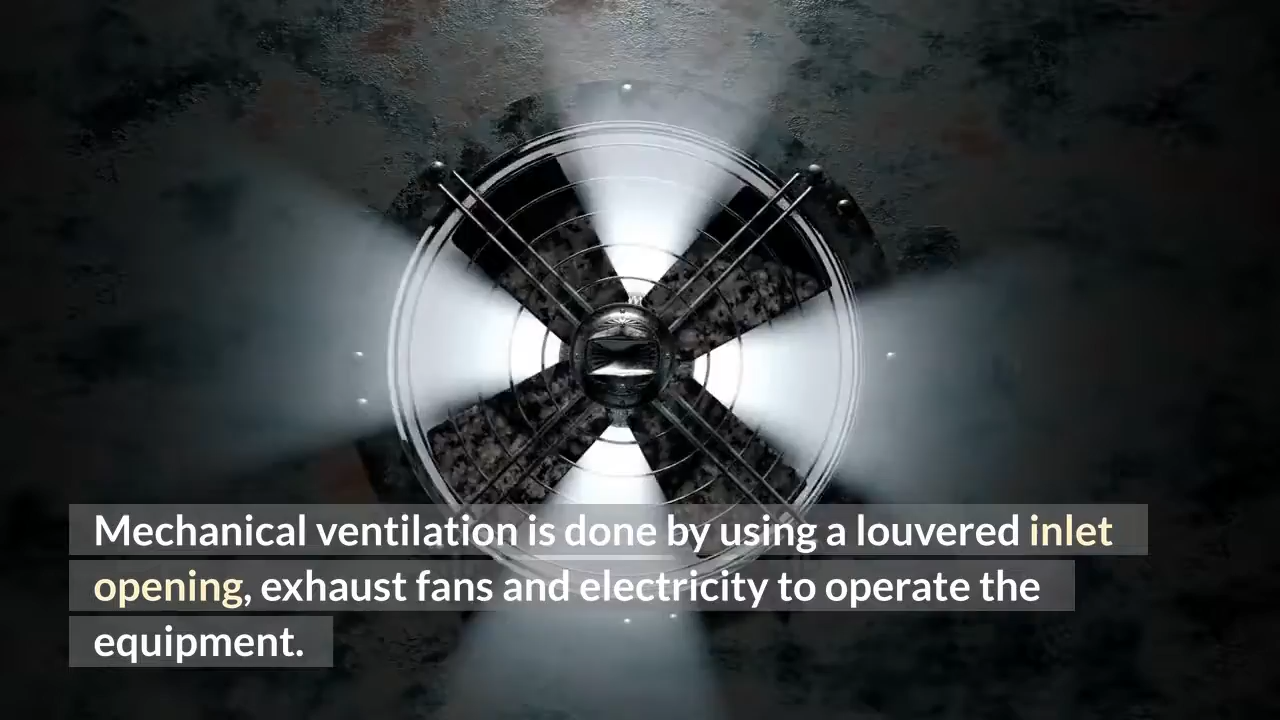 Mechanical ventilation is done by using a louvered inlet
opening, exhaust fans and electricity to operate the
equipment.